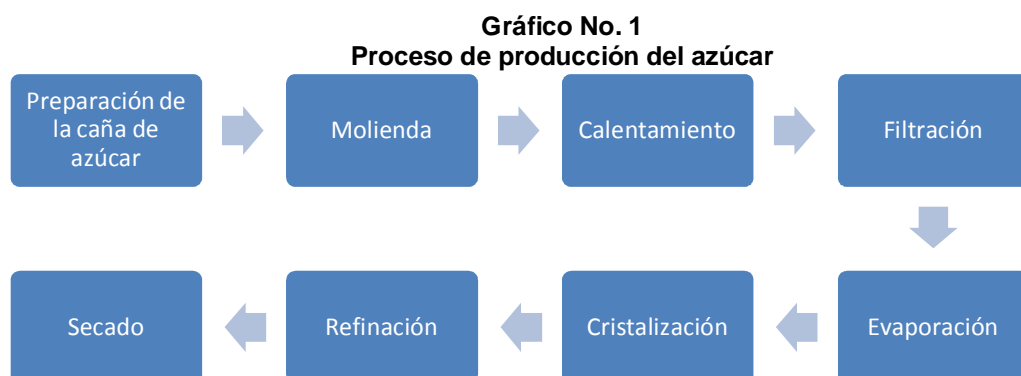 Gráfico No. 1
Proceso de producción del azúcar
Preparación de
la caña de
azúcar
Molienda
Calentamiento
Filtración
Evaporación
Cristalización
Refinación
Secado